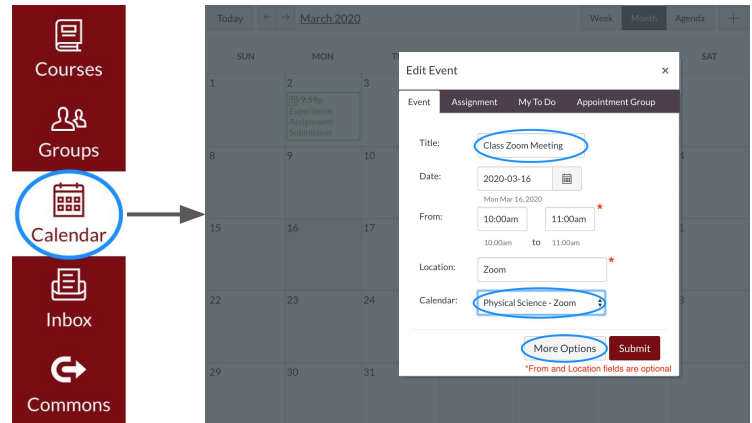 Courses
Groups
Calendar
Inbox
Commons
Today ← → March 2020 Week Month Agenda +
SUN MON SAT
1 2 3
9:59p
Experiment
Assignment
Submission
8 9 10
15 16 17
22 23 24
29 30 31
Edit Event ×
Event Assignment My To Do Appointment Group
Title: Class Zoom Meeting
Date: 2020-03-16
Mon Mar 16, 2020
From: 10:00am 11:00am *
10:00am to 11:00am
Location: Zoom *
Calendar: Physical Science - Zoom
More Options Submit
*From and Location fields are optional